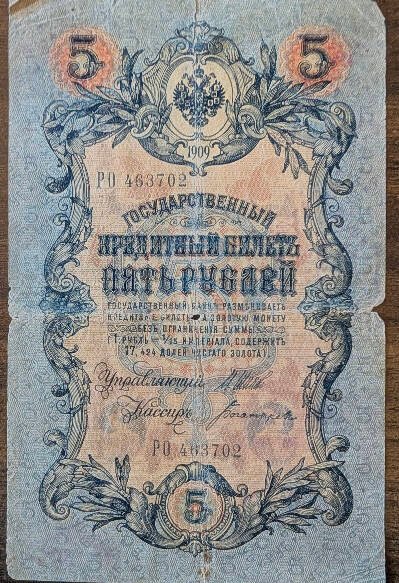 5 5
1909
РО 463702
ГОСУДАРСТВЕННЫЙ
КРЕДИТНЫЙ БИЛЕТЪ
ПЯТЬ РУБЛЕЙ
ГОСУДАРСТВЕННЫЙ БАНКЪ РАЗМѢНИВАЕТЪ
КРЕДИТНЫЕ БИЛЕТЫ НА ЗОЛОТУЮ МОНЕТУ
БЕЗЪ ОГРАНИЧЕНІЯ СУММЫ
(1 РУБЛЬ = 1/15 ИМПЕРІАЛА, СОДЕРЖИТЪ
17,424 ДОЛЕЙ ЧИСТАГО ЗОЛОТА)
Управляющій
Кассиръ
РО 463702
5